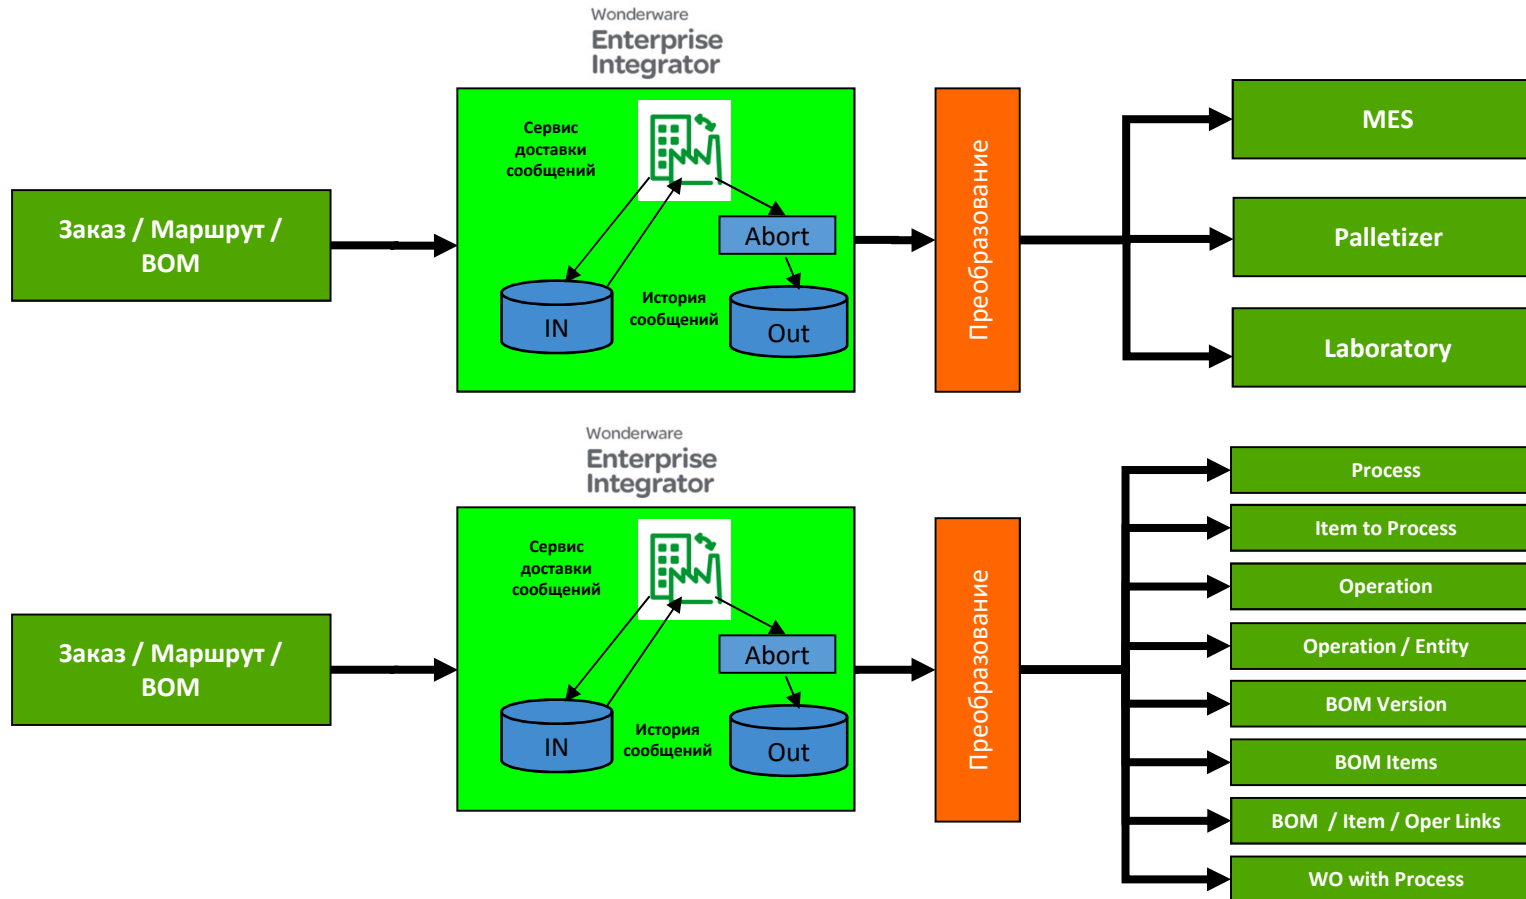 Wonderware
Enterprise
Integrator
Сервис
доставки
сообщений
Заказ / Маршрут /
BOM
Abort
История
сообщений
IN
Out
Преобразование
MES
Palletizer
Laboratory
Wonderware
Enterprise
Integrator
Сервис
доставки
сообщений
Заказ / Маршрут /
BOM
Abort
История
сообщений
IN
Out
Преобразование
Process
Item to Process
Operation
Operation / Entity
BOM Version
BOM Items
BOM / Item / Oper Links
WO with Process